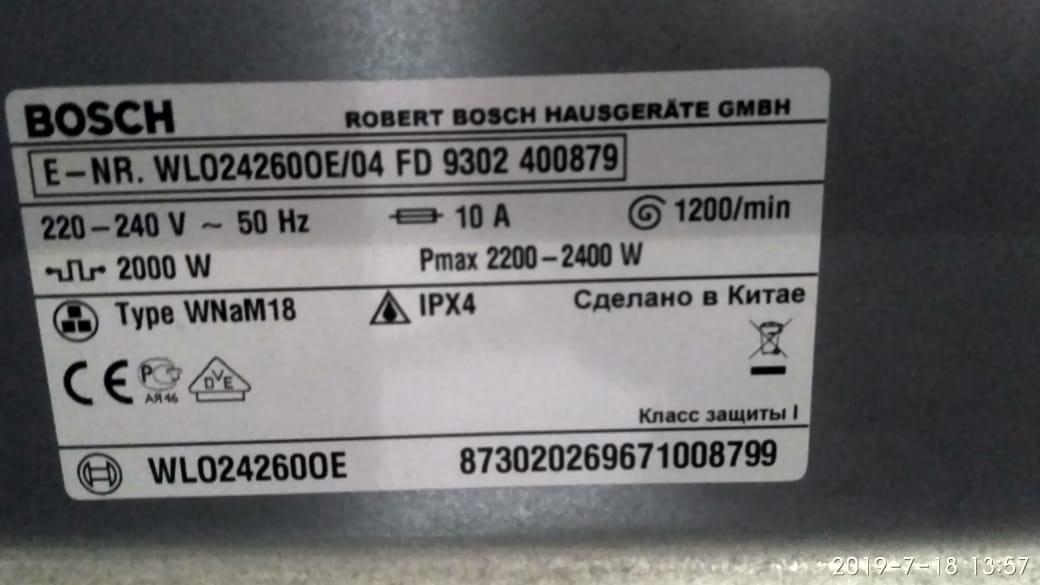 BOSCH ROBERT BOSCH HAUSGERÄTE GMBH
E-NR. WLO24260OE/04 FD 9302 400879
220-240 V ~ 50 Hz 10 A 1200/min
2000 W Pmax 2200-2400 W
Type WNaM18 IPX4 Сделано в Китае
CE PC DVE
АЯ46
Класс защиты I
WLO24260OE 873020269671008799
2019-7-18 13:57